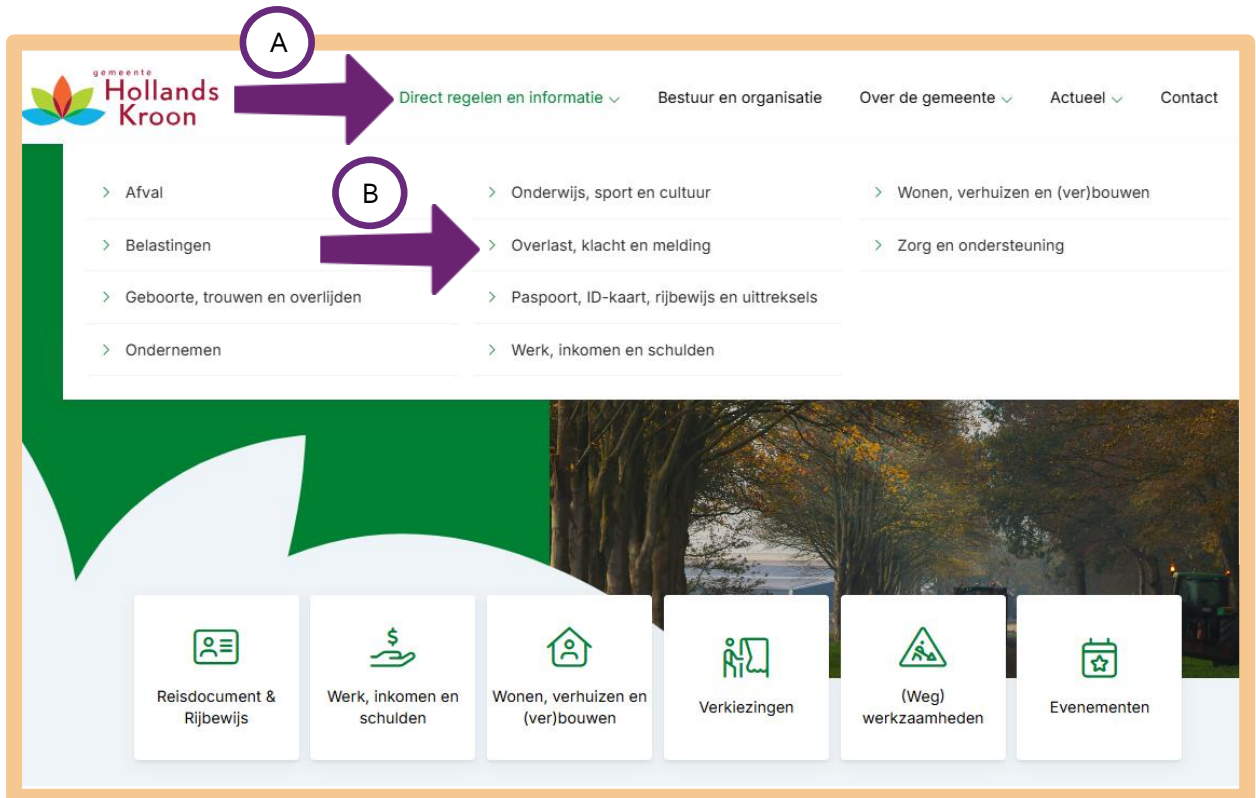 A
gemeente
Hollands
Kroon
Direct regelen en informatie
Bestuur en organisatie
Over de gemeente
Actueel
Contact
B
Afval
Belastingen
Geboorte, trouwen en overlijden
Ondernemen
Onderwijs, sport en cultuur
Overlast, klacht en melding
Paspoort, ID-kaart, rijbewijs en uittreksels
Werk, inkomen en schulden
Wonen, verhuizen en (ver)bouwen
Zorg en ondersteuning
Reisdocument &
Rijbewijs
Werk, inkomen en
schulden
Wonen, verhuizen en
(ver)bouwen
Verkiezingen
(Weg)
werkzaamheden
Evenementen